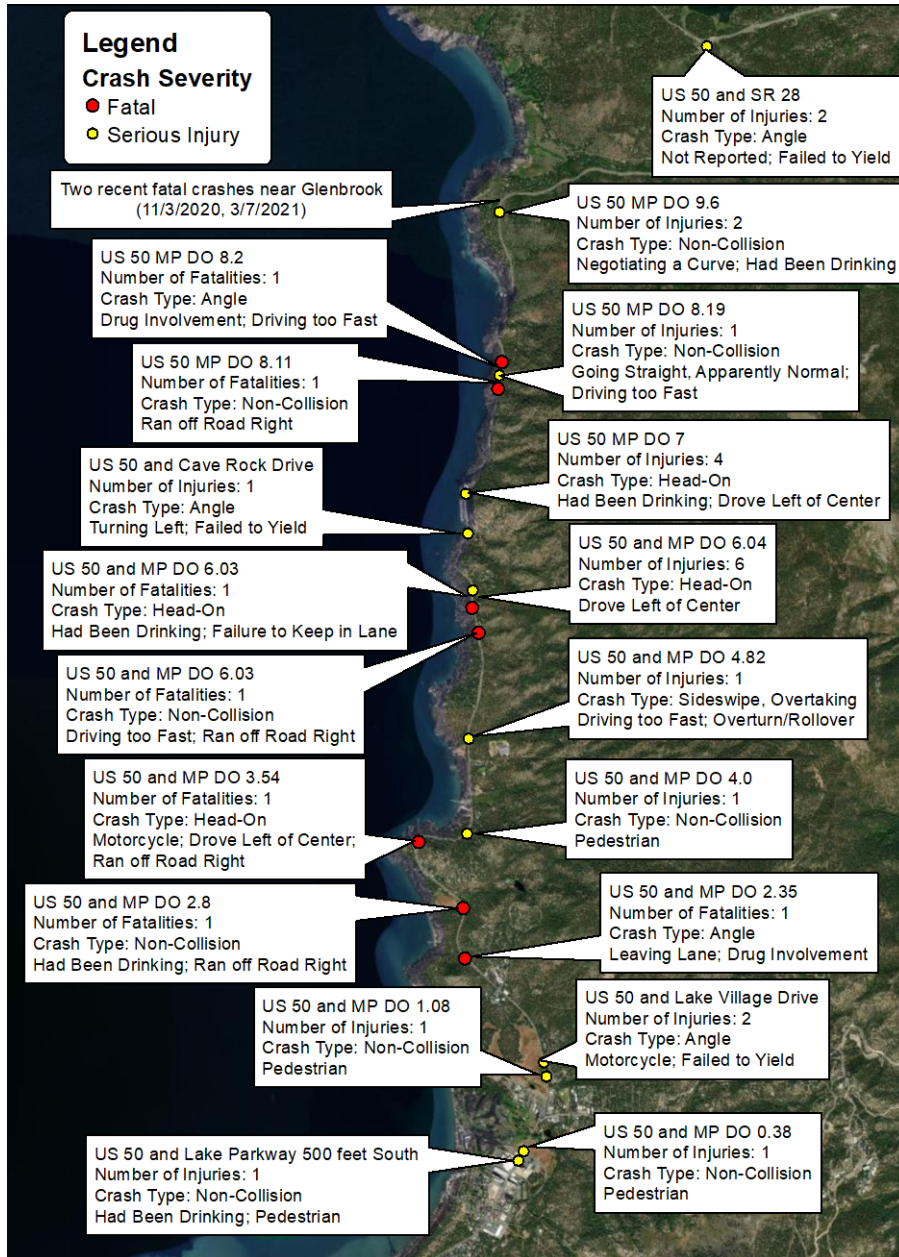 Legend
Crash Severity
Fatal
Serious Injury
US 50 and SR 28
Number of Injuries: 2
Crash Type: Angle
Not Reported; Failed to Yield
Two recent fatal crashes near Glenbrook
(11/3/2020, 3/7/2021)
US 50 MP DO 9.6
Number of Injuries: 2
Crash Type: Non-Collision
Negotiating a Curve; Had Been Drinking
US 50 MP DO 8.2
Number of Fatalities: 1
Crash Type: Angle
Drug Involvement; Driving too Fast
US 50 MP DO 8.19
Number of Injuries: 1
Crash Type: Non-Collision
Going Straight, Apparently Normal;
Driving too Fast
US 50 MP DO 8.11
Number of Fatalities: 1
Crash Type: Non-Collision
Ran off Road Right
US 50 MP DO 7
Number of Injuries: 4
Crash Type: Head-On
Had Been Drinking; Drove Left of Center
US 50 and Cave Rock Drive
Number of Injuries: 1
Crash Type: Angle
Turning Left; Failed to Yield
US 50 and MP DO 6.04
Number of Injuries: 6
Crash Type: Head-On
Drove Left of Center
US 50 and MP DO 6.03
Number of Fatalities: 1
Crash Type: Head-On
Had Been Drinking; Failure to Keep in Lane
US 50 and MP DO 4.82
Number of Injuries: 1
Crash Type: Sideswipe, Overtaking
Driving too Fast; Overturn/Rollover
US 50 and MP DO 6.03
Number of Fatalities: 1
Crash Type: Non-Collision
Driving too Fast; Ran off Road Right
US 50 and MP DO 3.54
Number of Fatalities: 1
Crash Type: Head-On
Motorcycle; Drove Left of Center;
Ran off Road Right
US 50 and MP DO 4.0
Number of Injuries: 1
Crash Type: Non-Collision
Pedestrian
US 50 and MP DO 2.8
Number of Fatalities: 1
Crash Type: Non-Collision
Had Been Drinking; Ran off Road Right
US 50 and MP DO 2.35
Number of Fatalities: 1
Crash Type: Angle
Leaving Lane; Drug Involvement
US 50 and MP DO 1.08
Number of Injuries: 1
Crash Type: Non-Collision
Pedestrian
US 50 and Lake Village Drive
Number of Injuries: 2
Crash Type: Angle
Motorcycle; Failed to Yield
US 50 and Lake Parkway 500 feet South
Number of Injuries: 1
Crash Type: Non-Collision
Had Been Drinking; Pedestrian
US 50 and MP DO 0.38
Number of Injuries: 1
Crash Type: Non-Collision
Pedestrian